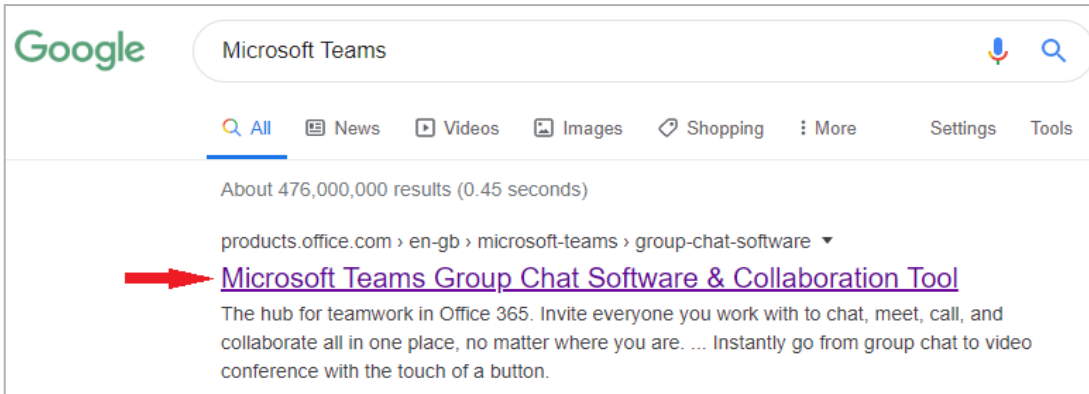 Google
Microsoft Teams
All News Videos Images Shopping More Settings Tools
About 476,000,000 results (0.45 seconds)
products.office.com › en-gb › microsoft-teams › group-chat-software
Microsoft Teams Group Chat Software & Collaboration Tool
The hub for teamwork in Office 365. Invite everyone you work with to chat, meet, call, and
collaborate all in one place, no matter where you are. ... Instantly go from group chat to video
conference with the touch of a button.